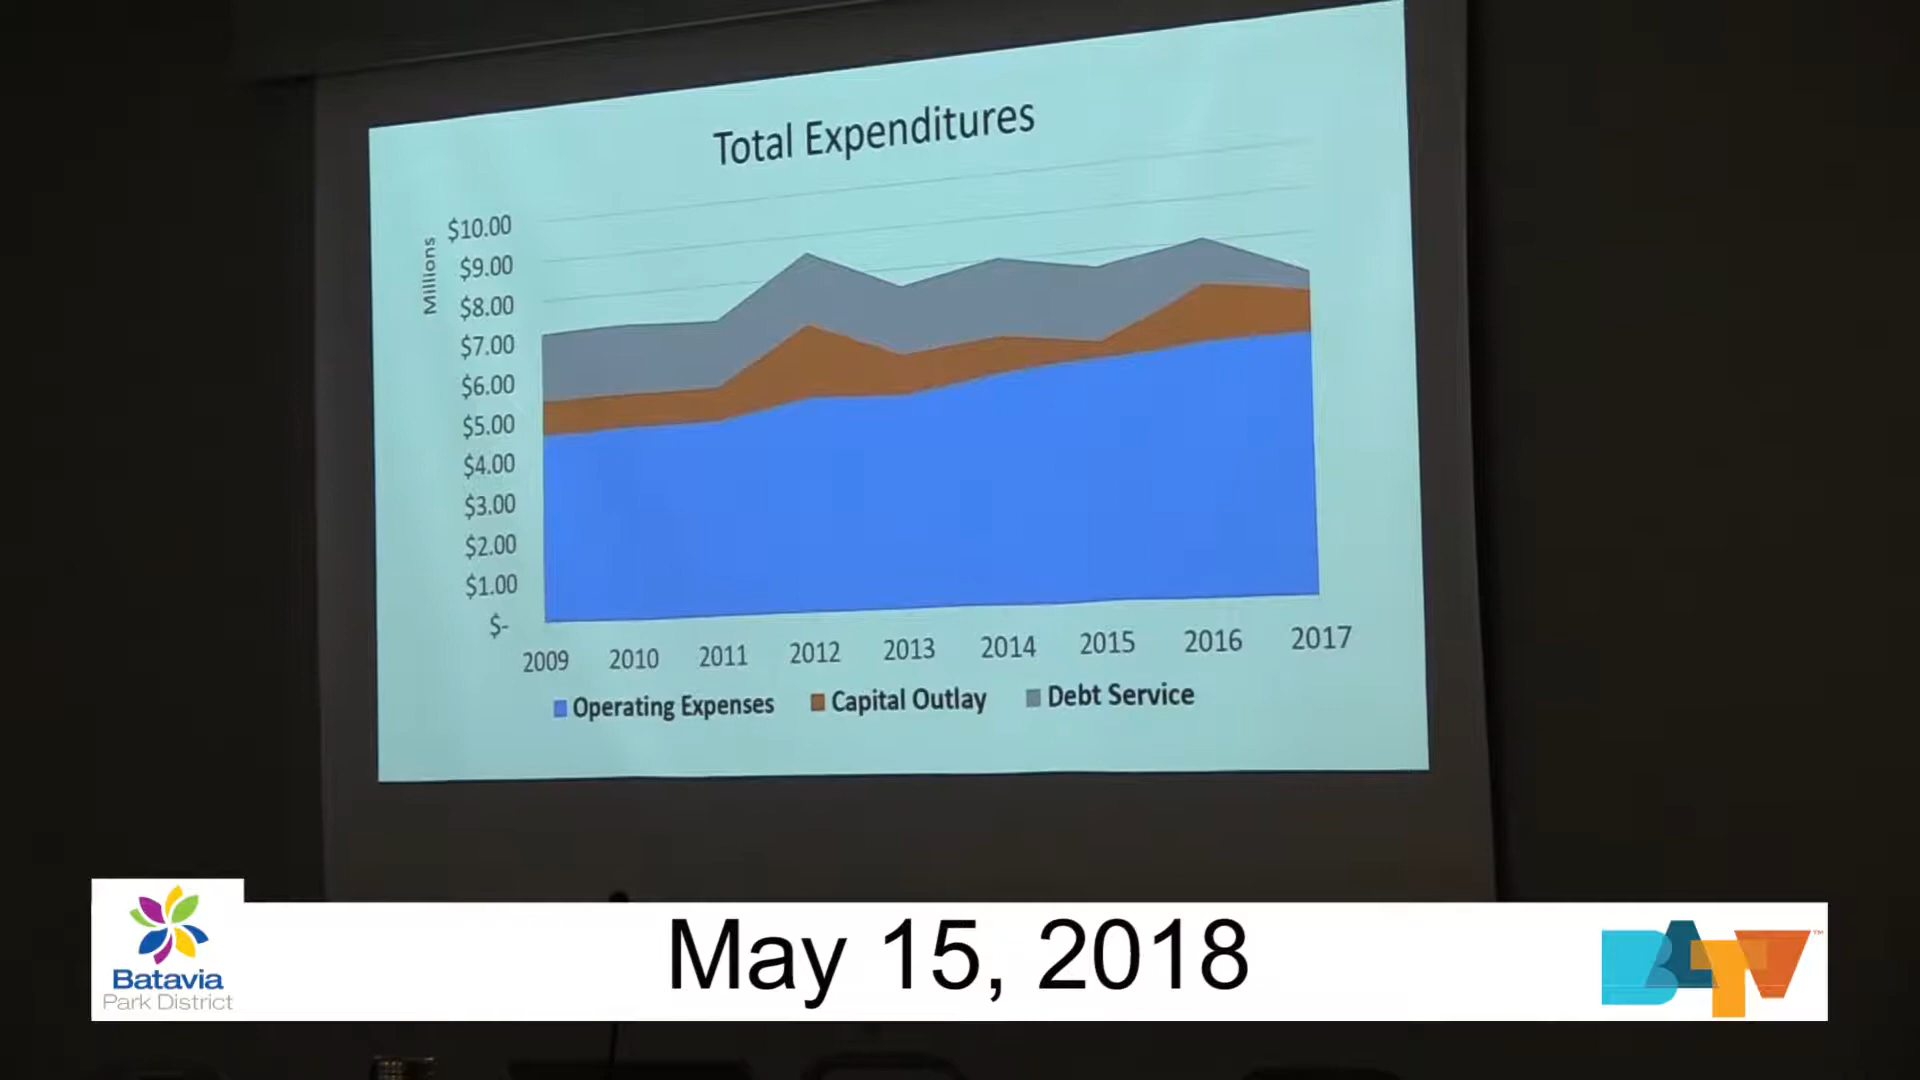 Total Expenditures
Millions
$10.00
$9.00
$8.00
$7.00
$6.00
$5.00
$4.00
$3.00
$2.00
$1.00
$-
2009 2010 2011 2012 2013 2014 2015 2016 2017
Operating Expenses Capital Outlay Debt Service
Batavia
Park District
May 15, 2018
BATV™